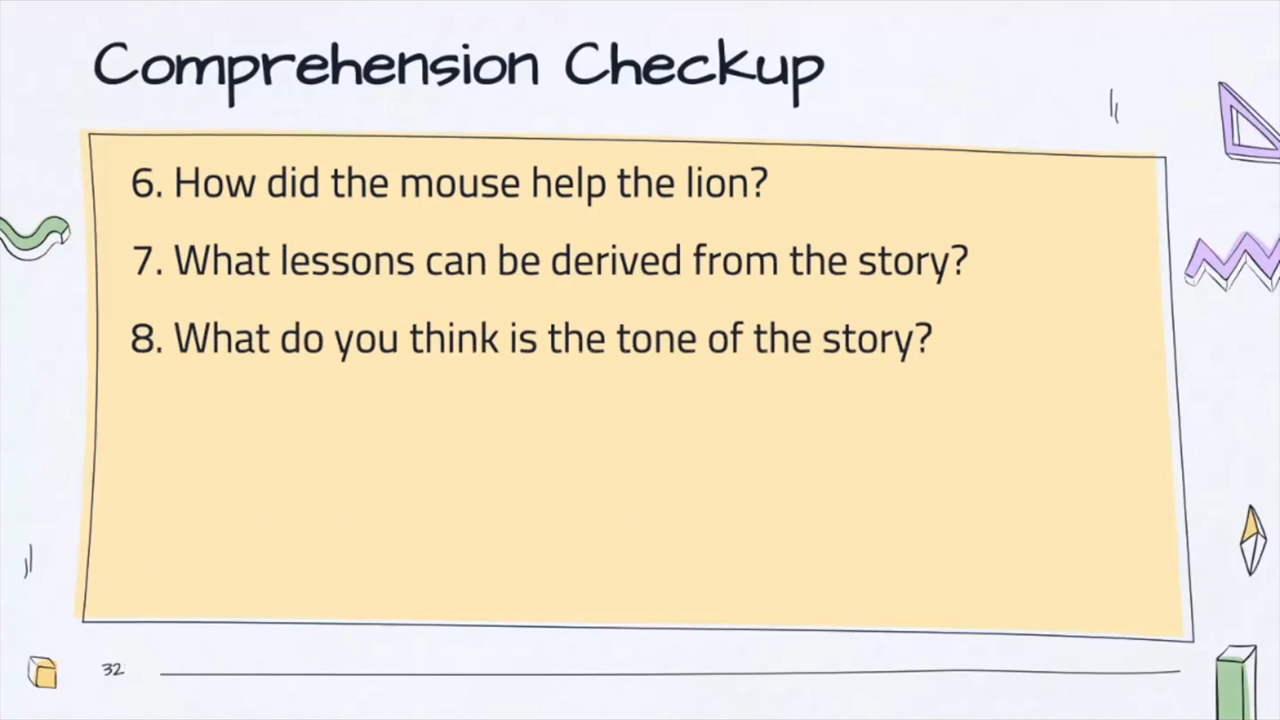 Comprehension Checkup
6. How did the mouse help the lion?
7. What lessons can be derived from the story?
8. What do you think is the tone of the story?
32